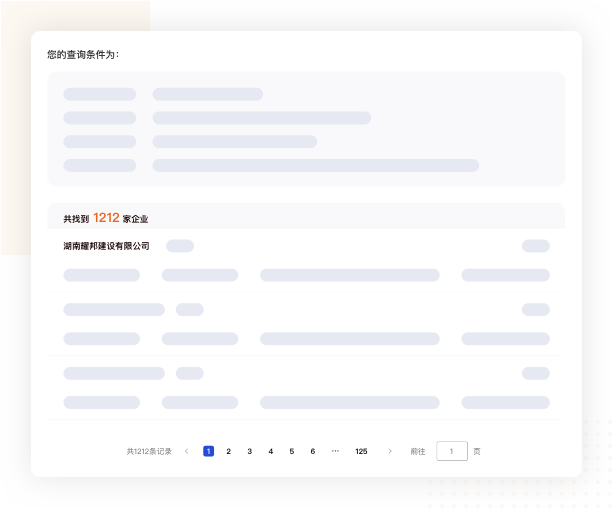 您的查询条件为：
共找到 1212 家企业
湖南耀邦建设有限公司
共1212条记录 < 1 2 3 4 5 6 ··· 125 > 前往 1 页